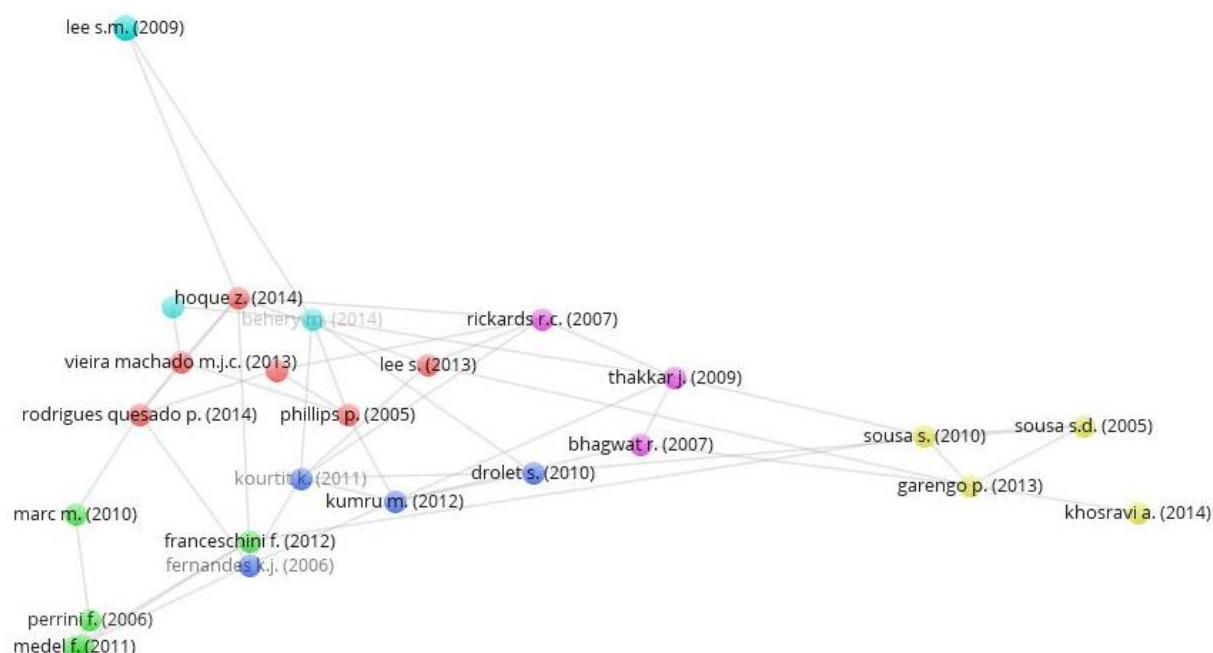 lee s.m. (2009)
hoque z. (2014)
behery m. (2014)
rickards r.c. (2007)
vieira machado m.j.c. (2013)
lee s. (2013)
thakkar j. (2009)
rodrigues quesado p. (2014)
phillips p. (2005)
sousa s.d. (2005)
sousa s. (2010)
bhagwat r. (2007)
drolet s. (2010)
kourtit k. (2011)
garengo p. (2013)
kumru m. (2012)
marc m. (2010)
khosravi a. (2014)
franceschini f. (2012)
fernandes k.j. (2006)
perrini f. (2006)
medel f. (2011)